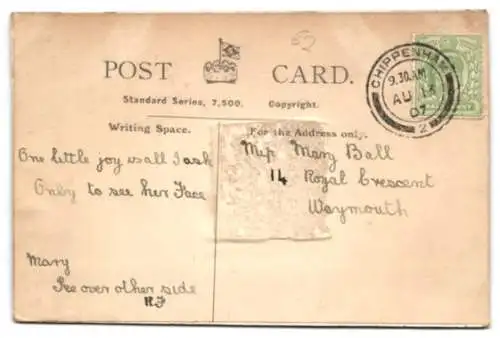 POST CARD.
Standard Series, 7,500. Copyright.
Writing Space.
For the Address only.
One little joy is all I ask
Only to see her Face
Mary
See over other side
Miss Mary Ball
14 Royal Crescent
Weymouth
CHIPPENHAM
9.30 AM
AU
07
2